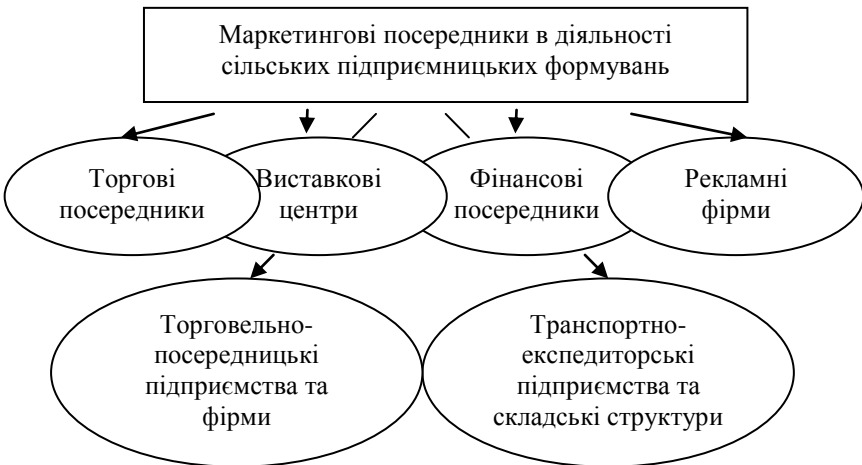 Маркетингові посередники в діяльності
сільських підприємницьких формувань
Торгові
посередники
Виставкові
центри
Фінансові
посередники
Рекламні
фірми
Торговельно-
посередницькі
підприємства та
фірми
Транспортно-
експедиторські
підприємства та
складські структури